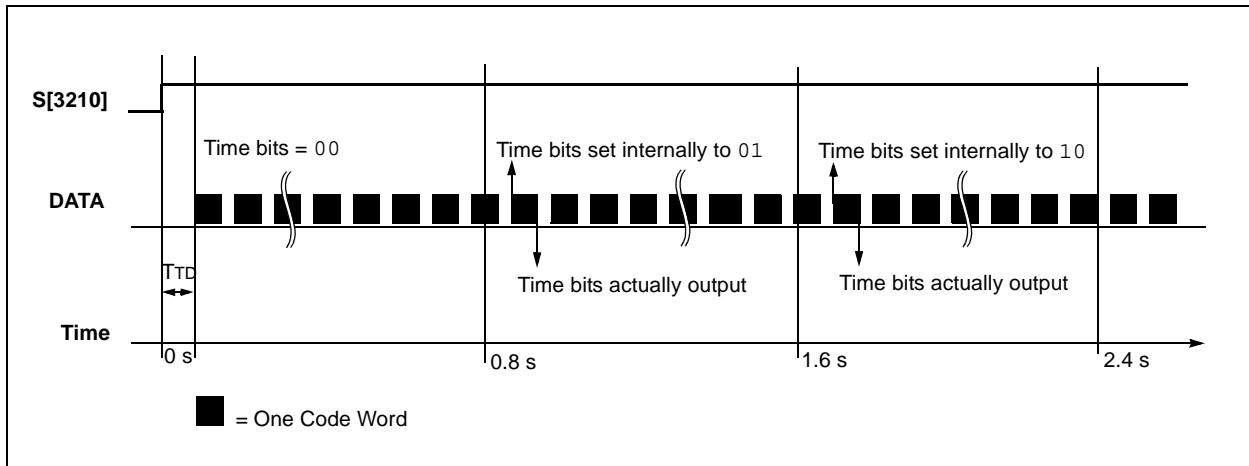 S[3210]
Time bits = 00
Time bits set internally to 01
Time bits set internally to 10
DATA
TTD
Time bits actually output
Time bits actually output
Time
0 s
0.8 s
1.6 s
2.4 s
= One Code Word